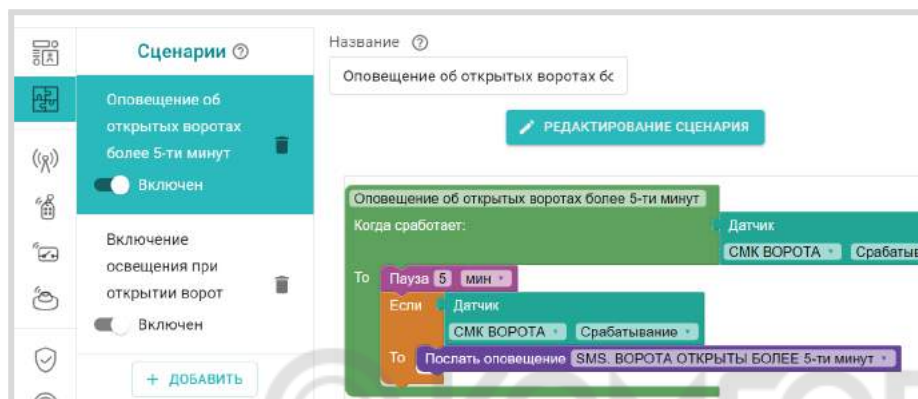 Сценарии
Оповещение об
открытых воротах
более 5-ти минут
Включен
Включение
освещения при
открытии ворот
Включен
+ ДОБАВИТЬ
Название
Оповещение об открытых воротах бо
РЕДАКТИРОВАНИЕ СЦЕНАРИЯ
Оповещение об открытых воротах более 5-ти минут
Когда сработает:
Датчик
СМК ВОРОТА Срабатыв
То Пауза 5 мин
Если Датчик
СМК ВОРОТА Срабатывание
То Послать оповещение SMS. ВОРОТА ОТКРЫТЫ БОЛЕЕ 5-ти минут